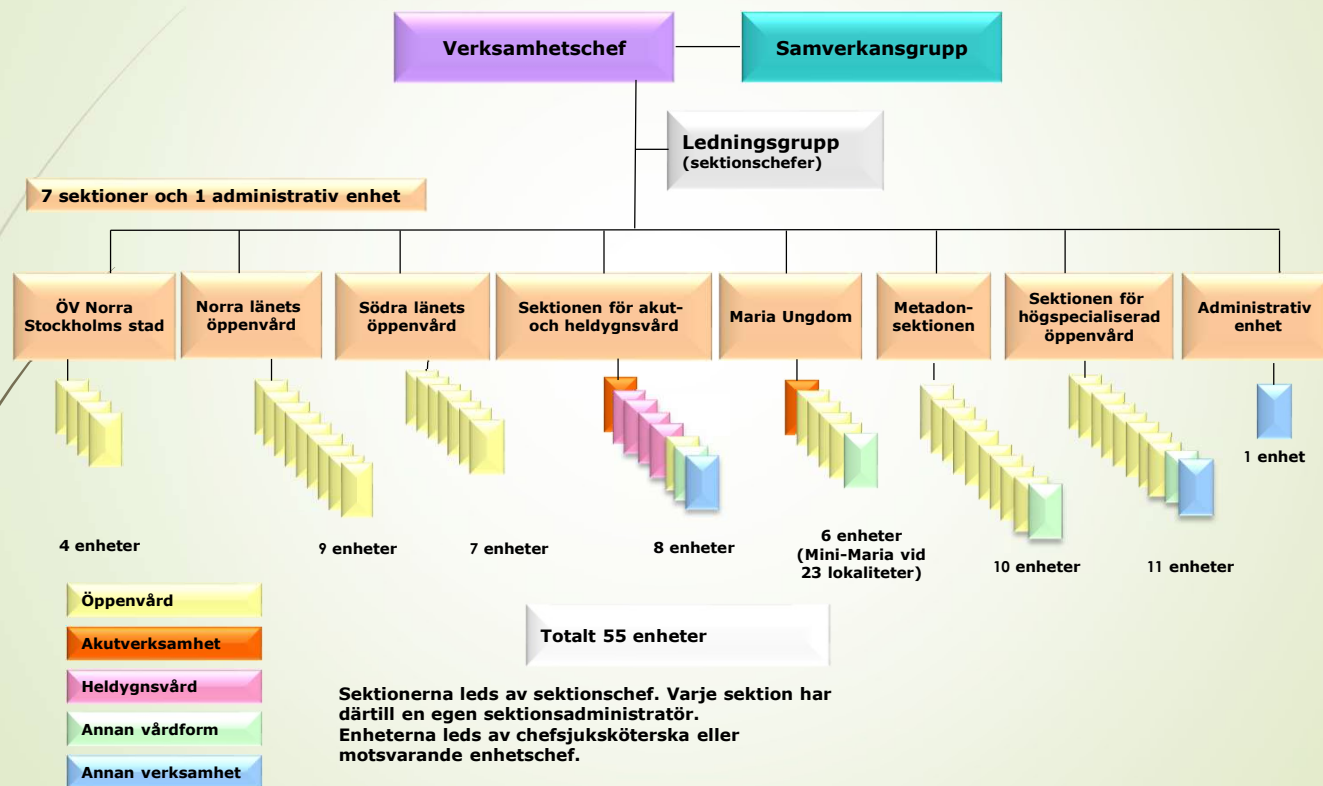 Verksamhetschef
Samverkansgrupp
Ledningsgrupp
(sektionschefer)
7 sektioner och 1 administrativ enhet
ÖV Norra
Stockholms stad
Norra länets
öppenvård
Södra länets
öppenvård
Sektionen för akut-
och heldygnsvård
Maria Ungdom
Metadon-
sektionen
Sektionen för
högspecialiserad
öppenvård
Administrativ
enhet
4 enheter
9 enheter
7 enheter
8 enheter
6 enheter
(Mini-Maria vid
23 lokaliteter)
10 enheter
11 enheter
1 enhet
Öppenvård
Akutverksamhet
Heldygnsvård
Annan vårdform
Annan verksamhet
Totalt 55 enheter
Sektionerna leds av sektionschef. Varje sektion har
därtill en egen sektionsadministratör.
Enheterna leds av chefsjuksköterska eller
motsvarande enhetschef.